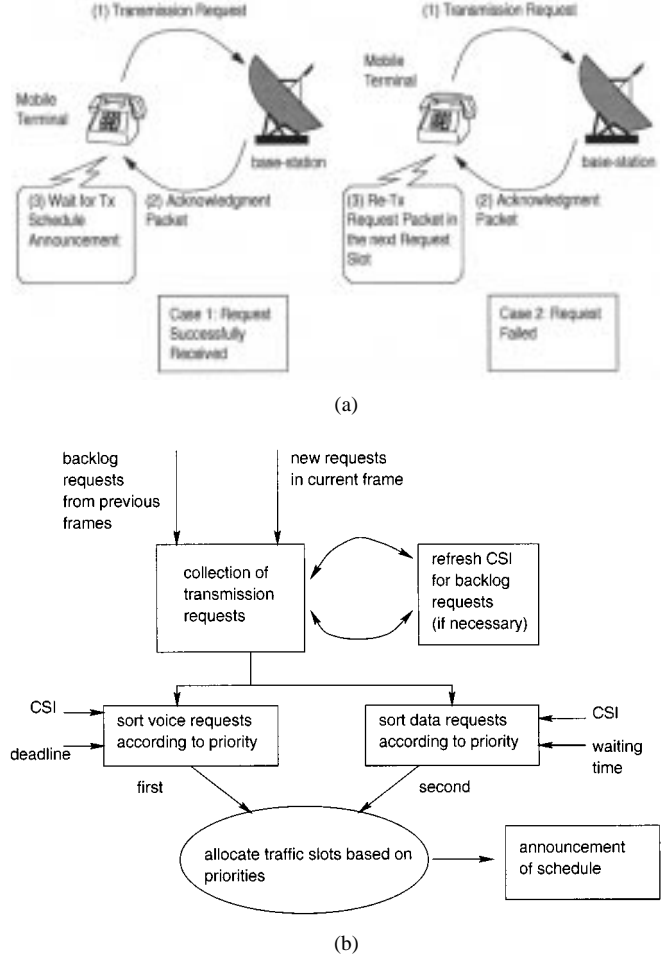 (1) Transmission Request
Mobile
Terminal
base-station
(3) Wait for Tx
Schedule
Announcement
(2) Acknowledgment
Packet
Case 1: Request
Successfully
Received
(1) Transmission Request
Mobile
Terminal
base-station
(3) Re-Tx
Request Packet in
the next Request
Slot
(2) Acknowledgment
Packet
Case 2: Request
Failed
(a)
backlog
requests
from previous
frames
new requests
in current frame
collection of
transmission
requests
refresh CSI
for backlog
requests
(if necessary)
CSI
deadline
sort voice requests
according to priority
sort data requests
according to priority
CSI
waiting
time
first
second
allocate traffic slots based on
priorities
announcement
of schedule
(b)